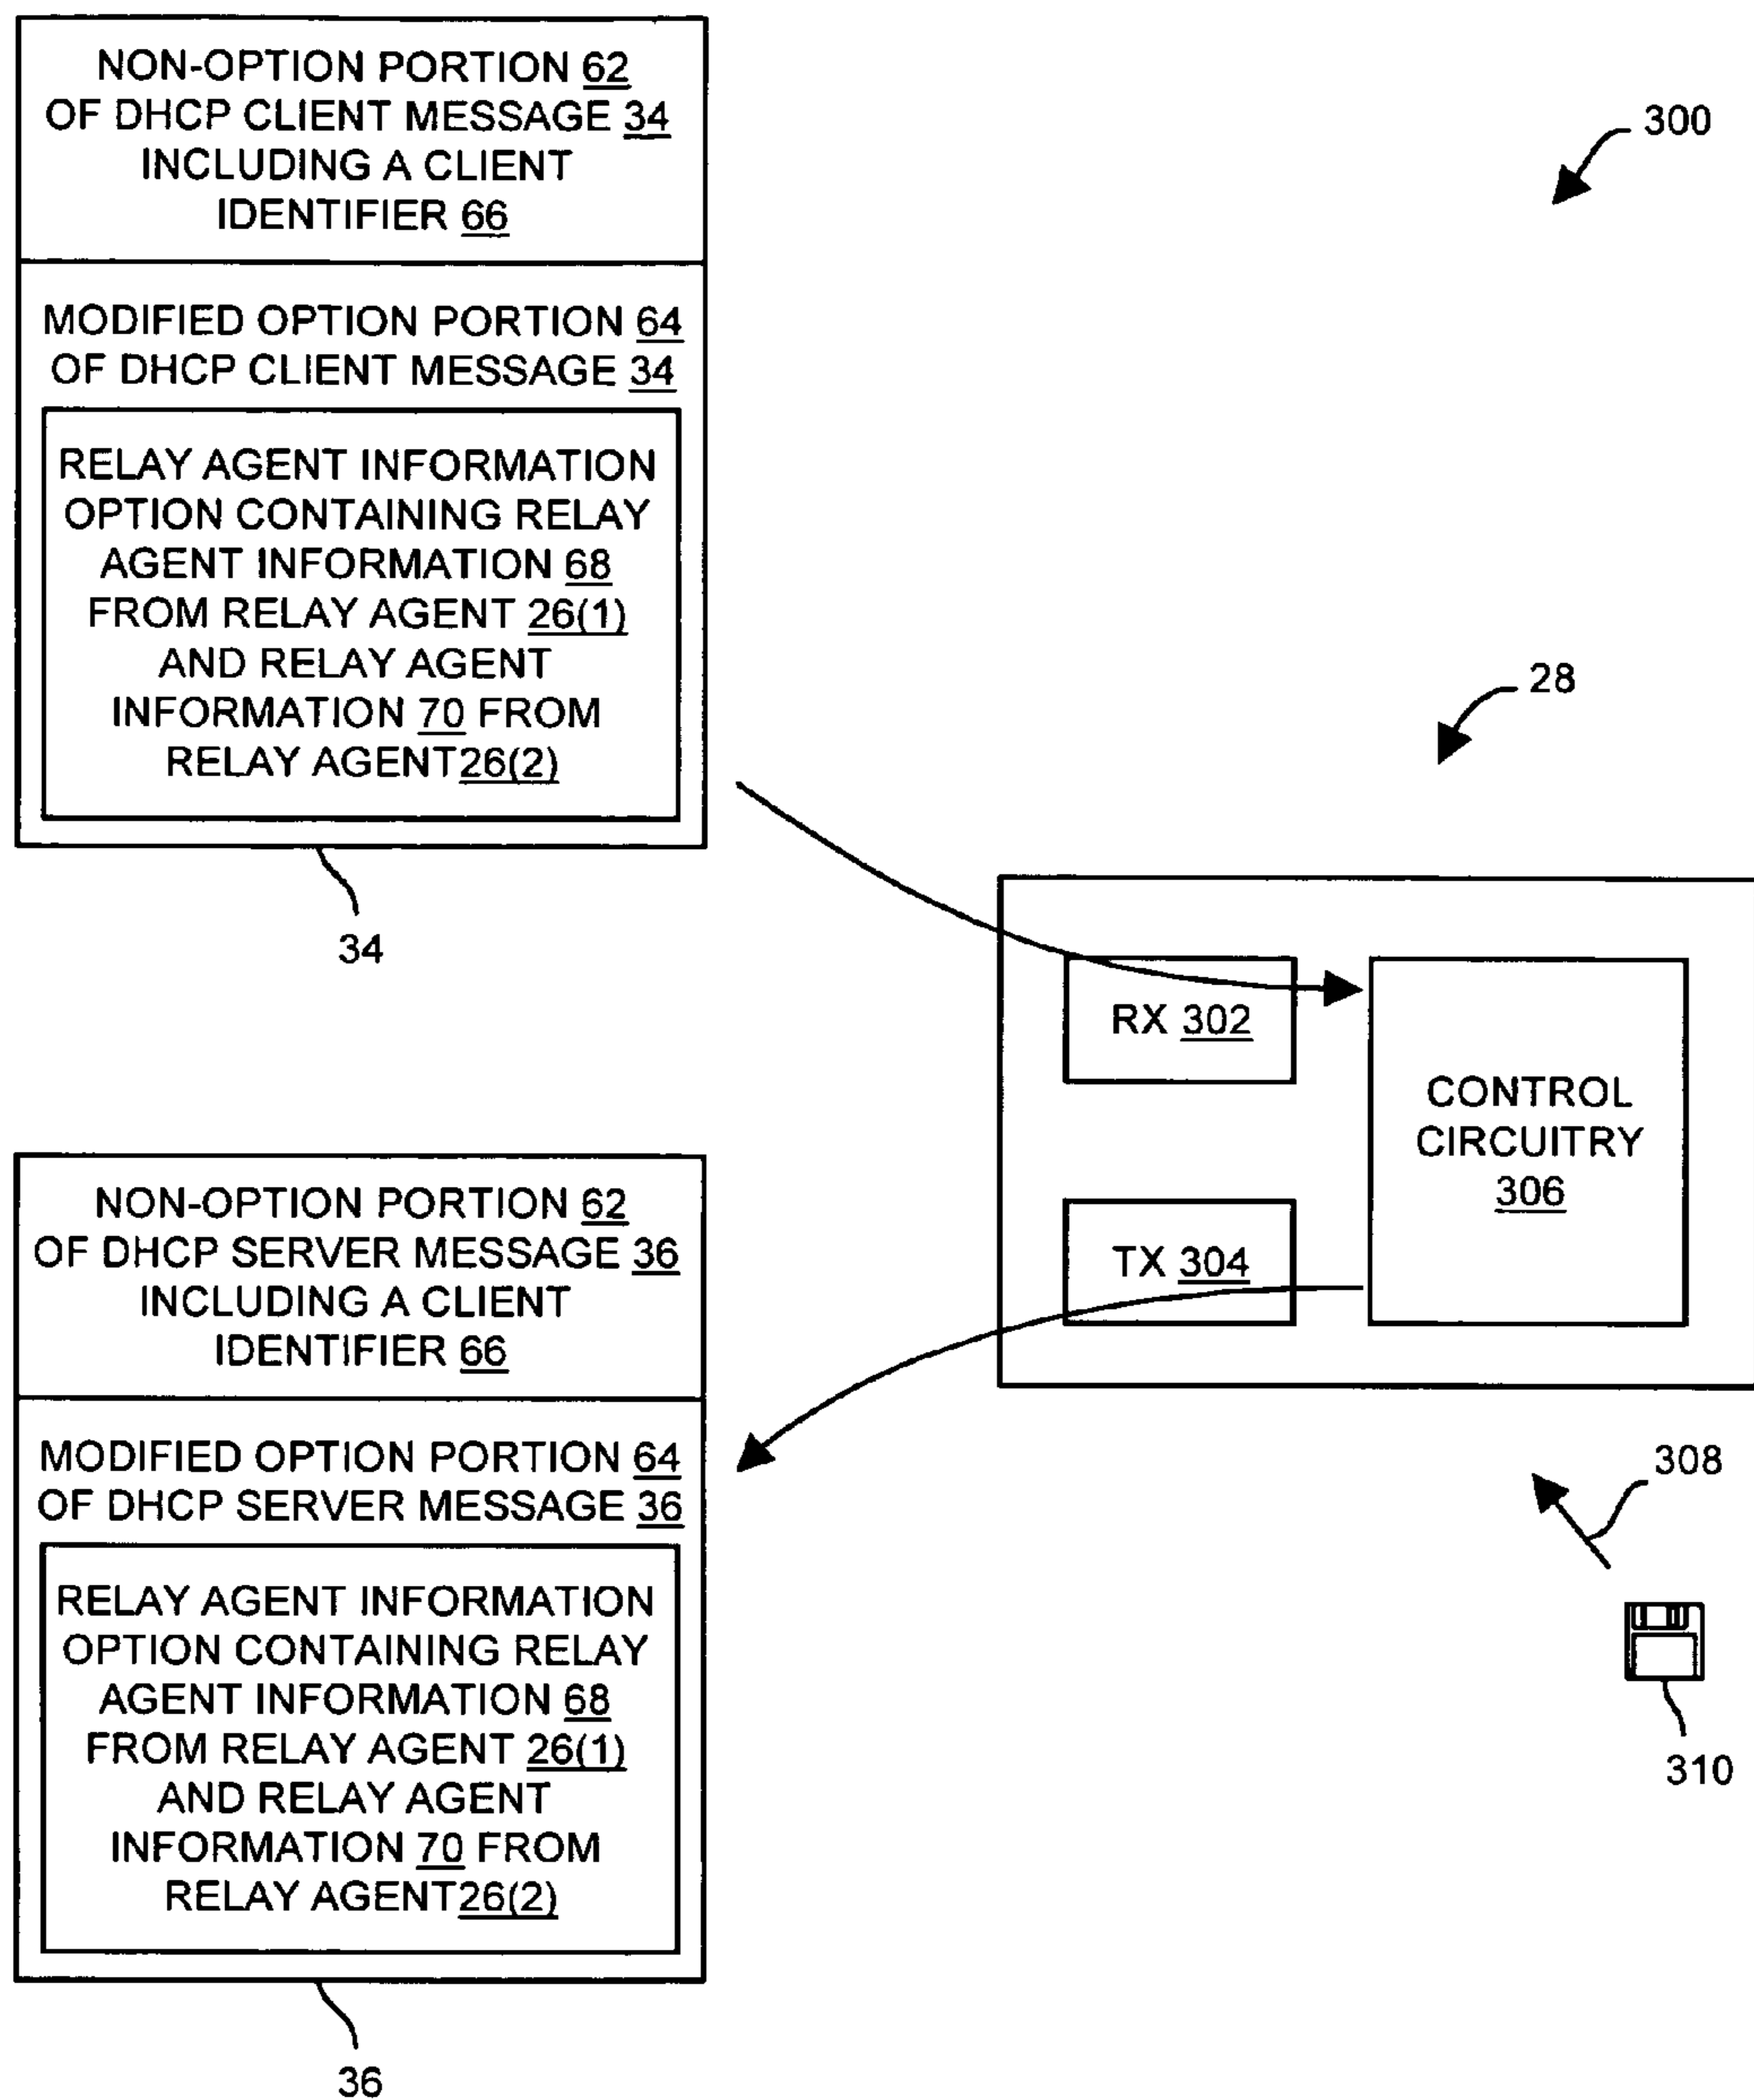 NON-OPTION PORTION 62
OF DHCP CLIENT MESSAGE 34
INCLUDING A CLIENT
IDENTIFIER 66
MODIFIED OPTION PORTION 64
OF DHCP CLIENT MESSAGE 34
RELAY AGENT INFORMATION
OPTION CONTAINING RELAY
AGENT INFORMATION 68
FROM RELAY AGENT 26(1)
AND RELAY AGENT
INFORMATION 70 FROM
RELAY AGENT26(2)
34
300
28
RX 302
TX 304
CONTROL
CIRCUITRY
306
NON-OPTION PORTION 62
OF DHCP SERVER MESSAGE 36
INCLUDING A CLIENT
IDENTIFIER 66
MODIFIED OPTION PORTION 64
OF DHCP SERVER MESSAGE 36
RELAY AGENT INFORMATION
OPTION CONTAINING RELAY
AGENT INFORMATION 68
FROM RELAY AGENT 26(1)
AND RELAY AGENT
INFORMATION 70 FROM
RELAY AGENT26(2)
36
308
310